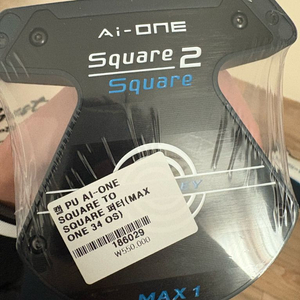 Ai-ONE
Square 2
Square
캘 PU AI-ONE
SQUARE TO
SQUARE 퍼터(MAX
ONE 34 OS)
186029
₩550,000
MAX 1